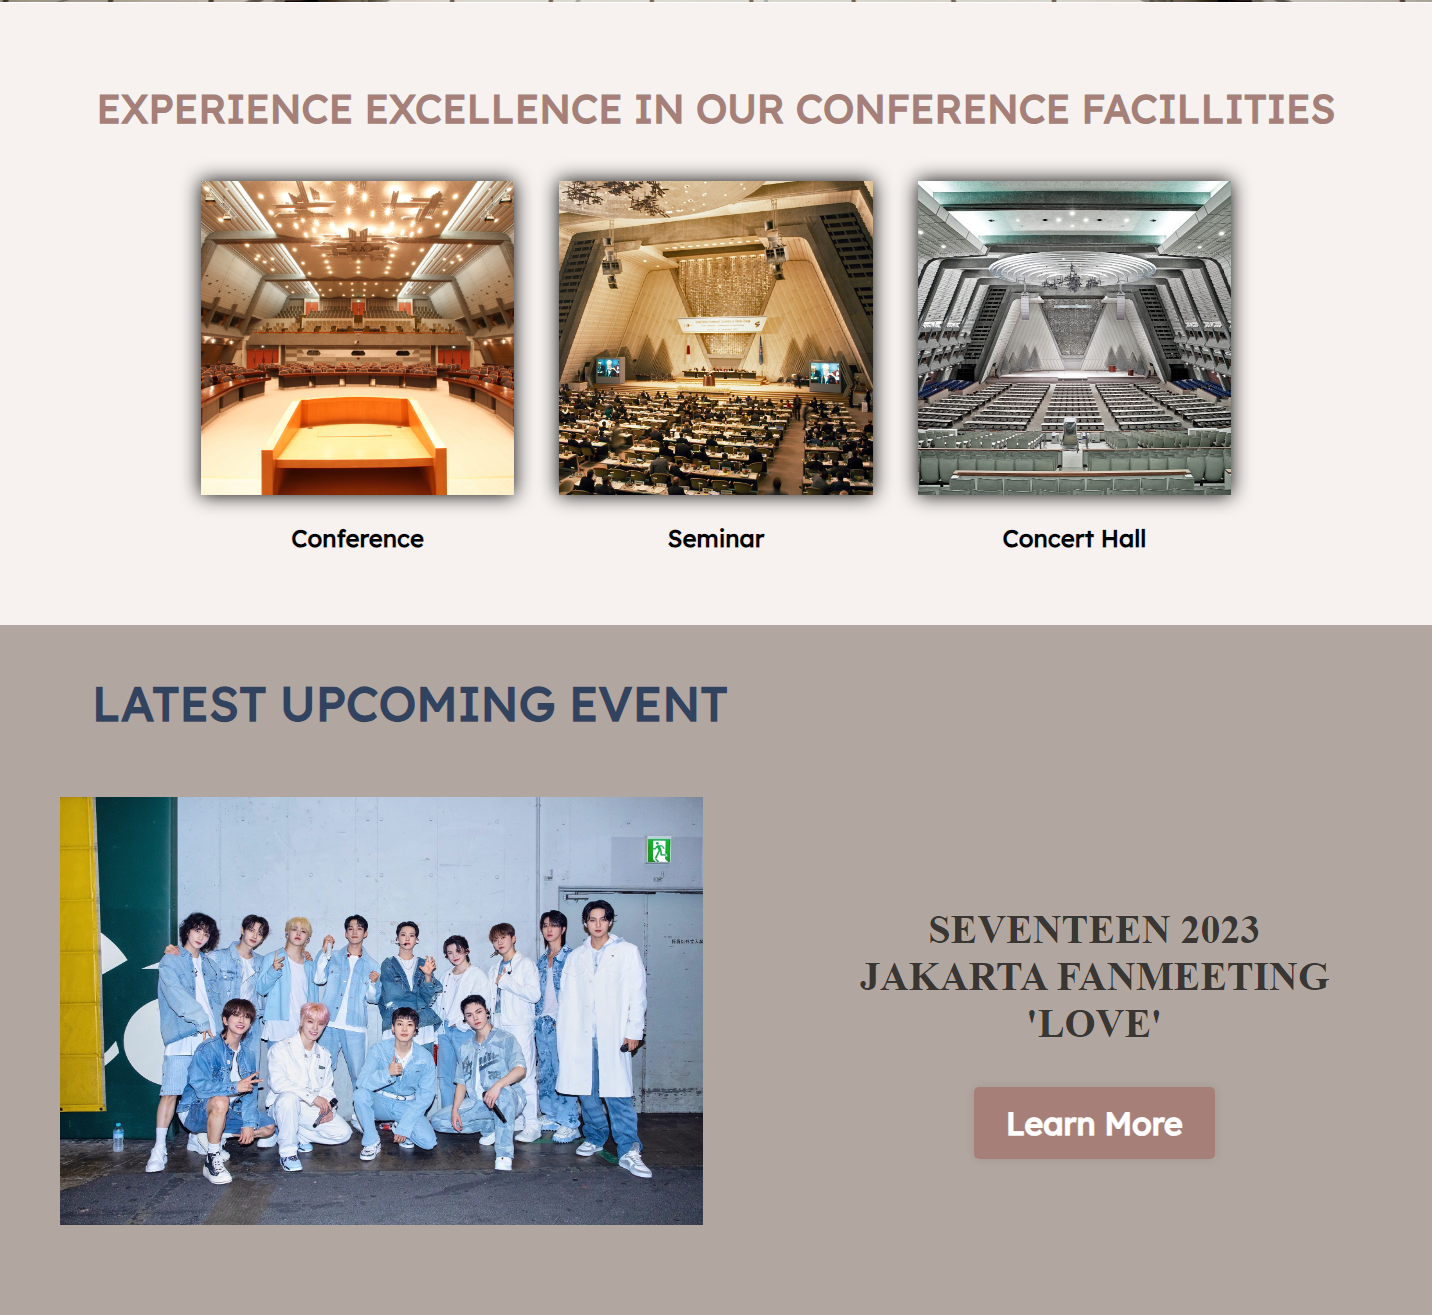 EXPERIENCE EXCELLENCE IN OUR CONFERENCE FACILLITIES
Conference
Seminar
Concert Hall
LATEST UPCOMING EVENT
SEVENTEEN 2023
JAKARTA FANMEETING
'LOVE'
Learn More